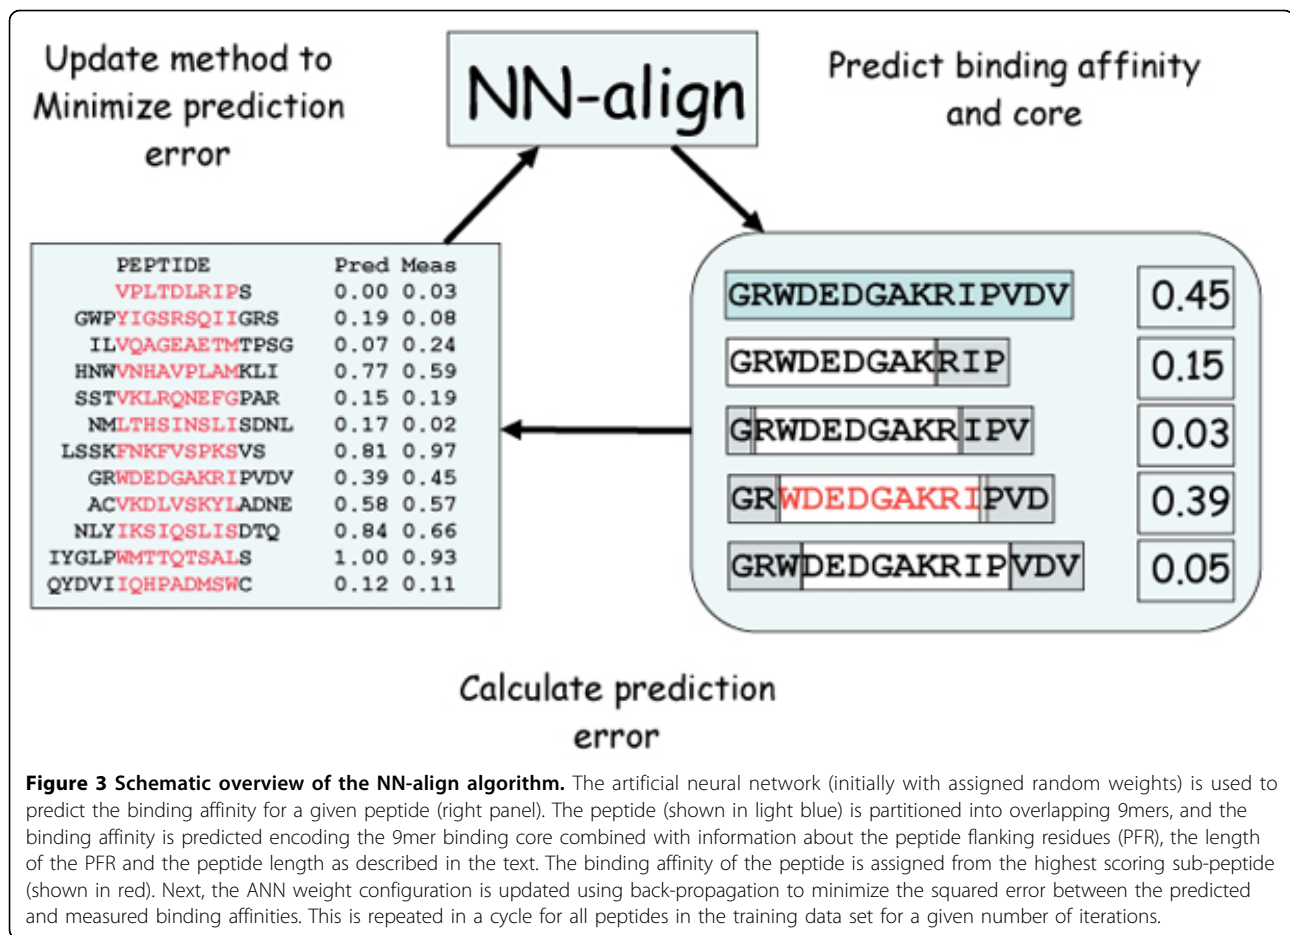 Update method to
Minimize prediction
error
NN-align
Predict binding affinity
and core
PEPTIDE Pred Meas
VPLTDLRIPS 0.00 0.03
GWPYIGSRSQIIGRS 0.19 0.08
ILVQAGEAETMTPSG 0.07 0.24
HNWVNHAVPLAMKLI 0.77 0.59
SSTVKLRQNEFGPAR 0.15 0.19
NMLTHSINSLISDNL 0.17 0.02
LSSKFNKFVSPKSVS 0.81 0.97
GRWDEDGAKRIPVDV 0.39 0.45
ACVKDLVSKYLADNE 0.58 0.57
NLYIKSIQSLISDTQ 0.84 0.66
IYGLPWMTTQTSALS 1.00 0.93
QYDVIIQHPADMSWC 0.12 0.11
GRWDEDGAKRIPVDV 0.45
GRWDEDGAKRIP 0.15
GRWDEDGAKRIPV 0.03
GRWDEDGAKRIPVD 0.39
GRWDEDGAKRIPVDV 0.05
Calculate prediction
error
Figure 3 Schematic overview of the NN-align algorithm. The artificial neural network (initially with assigned random weights) is used to
predict the binding affinity for a given peptide (right panel). The peptide (shown in light blue) is partitioned into overlapping 9mers, and the
binding affinity is predicted encoding the 9mer binding core combined with information about the peptide flanking residues (PFR), the length
of the PFR and the peptide length as described in the text. The binding affinity of the peptide is assigned from the highest scoring sub-peptide
(shown in red). Next, the ANN weight configuration is updated using back-propagation to minimize the squared error between the predicted
and measured binding affinities. This is repeated in a cycle for all peptides in the training data set for a given number of iterations.